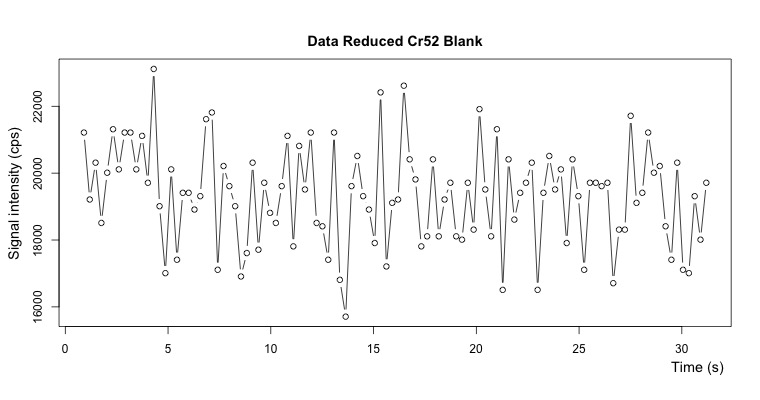 Data Reduced Cr52 Blank
Signal intensity (cps)
22000
20000
18000
16000
0 5 10 15 20 25 30
Time (s)